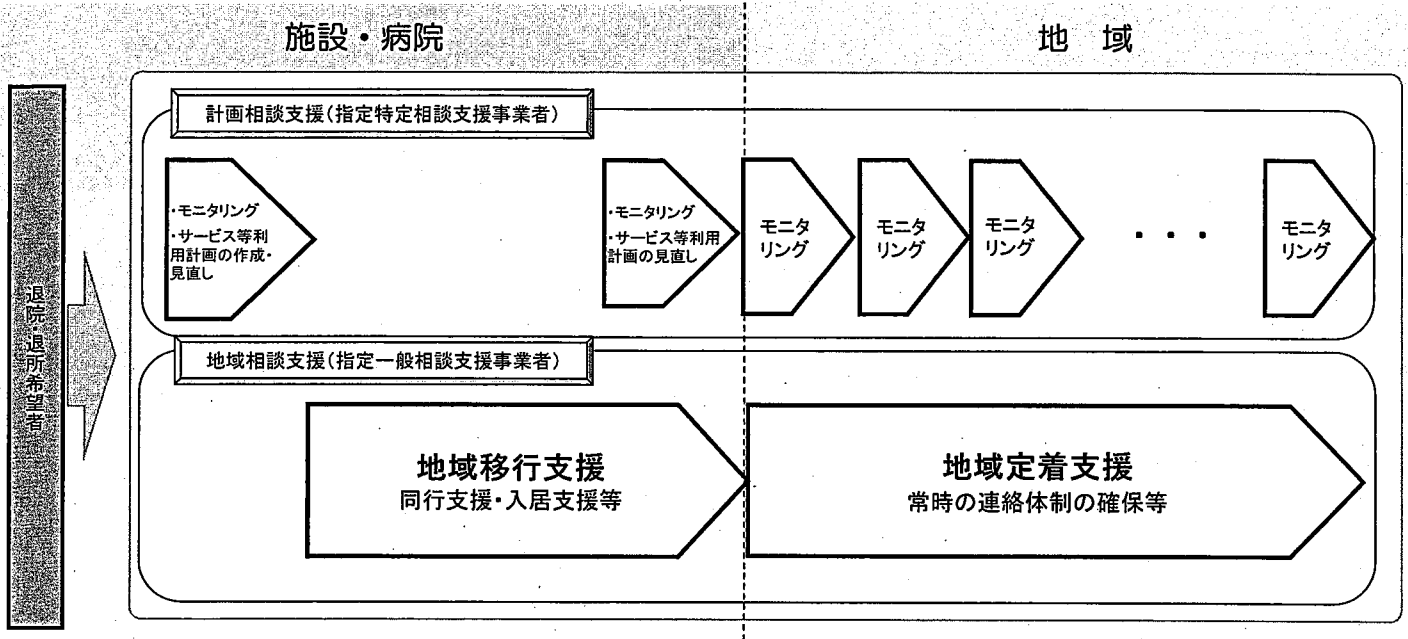 施設・病院
地 域
退院・退所希望者
計画相談支援(指定特定相談支援事業者)
・モニタリング
・サービス等利
用計画の作成・
見直し
・モニタリング
・サービス等利用
計画の見直し
モニタ
リング
モニタ
リング
モニタ
リング
・・・
モニタ
リング
地域相談支援(指定一般相談支援事業者)
地域移行支援
同行支援・入居支援等
地域定着支援
常時の連絡体制の確保等